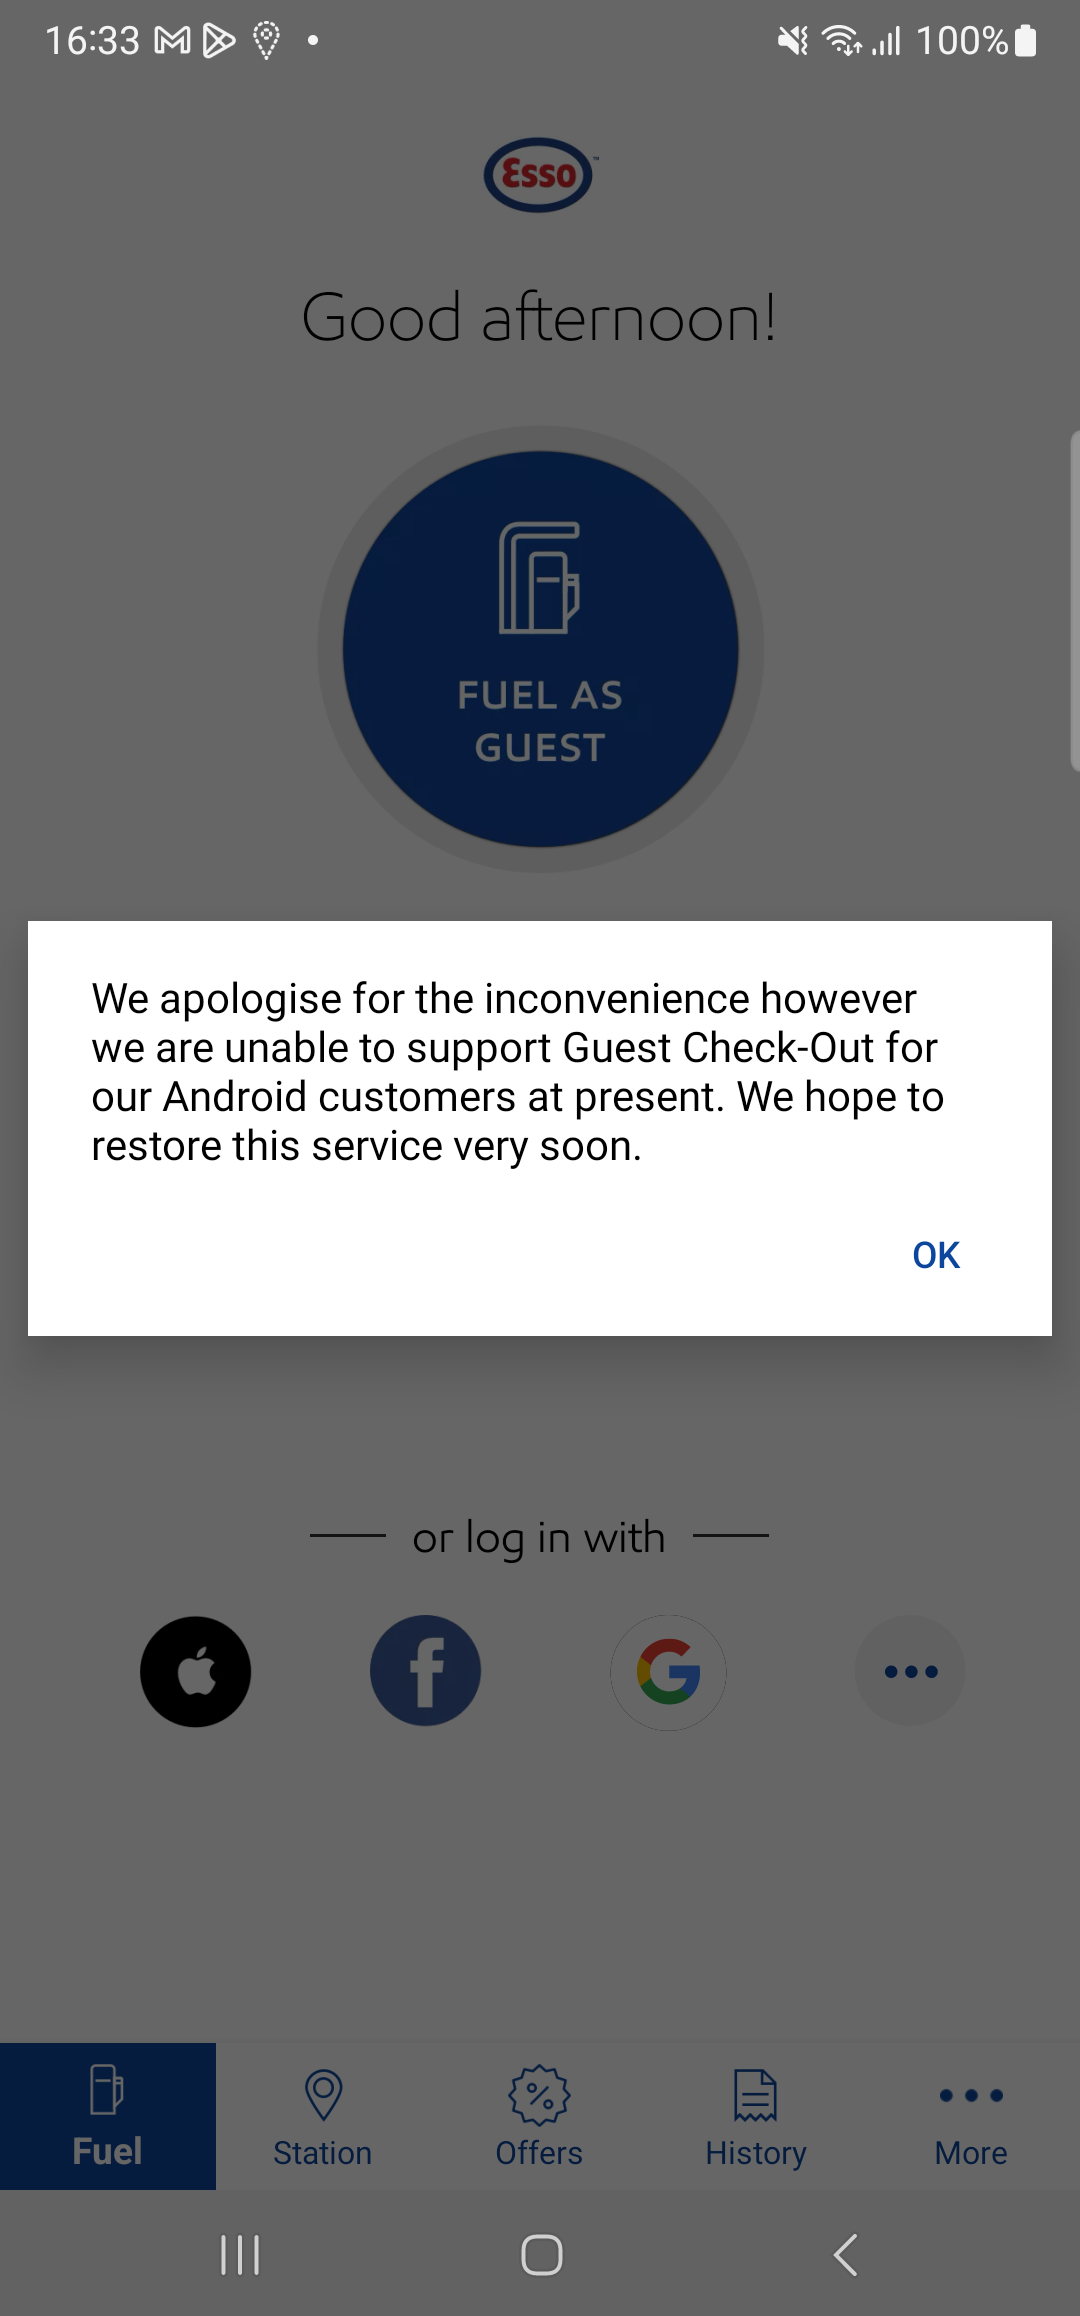 16:33
100%
Esso
Good afternoon!
FUEL AS
GUEST
We apologise for the inconvenience however
we are unable to support Guest Check-Out for
our Android customers at present. We hope to
restore this service very soon.
OK
or log in with
Fuel
Station
Offers
History
More